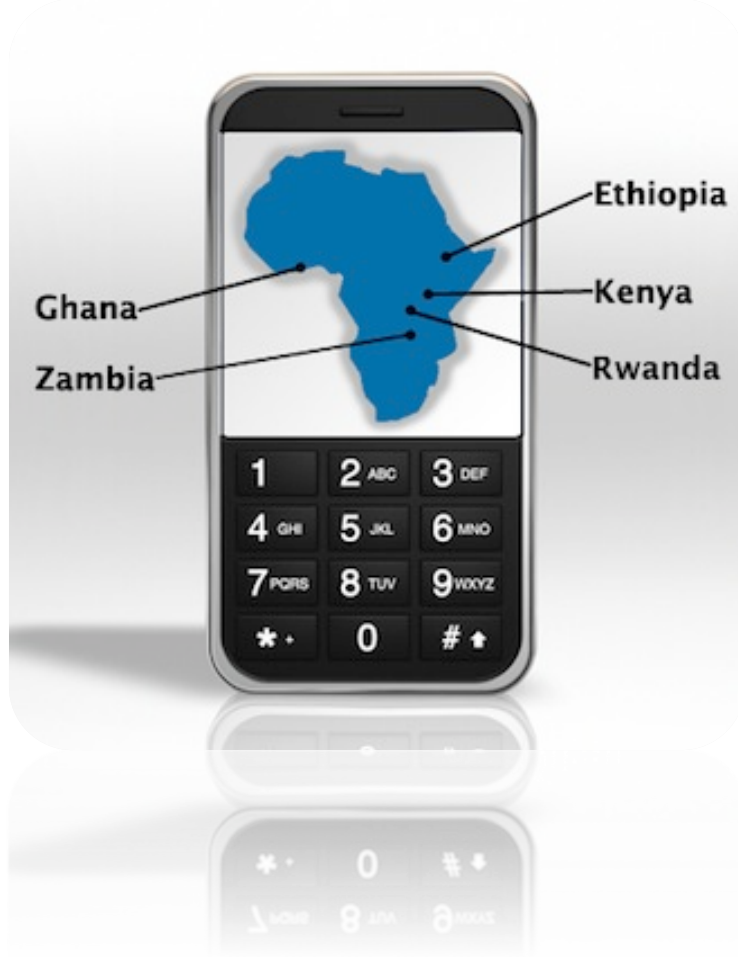 Ethiopia
Kenya
Ghana
Rwanda
Zambia
1 2 ABC 3 DEF
4 GHI 5 JKL 6 MNO
7 PQRS 8 TUV 9 WXYZ
* + 0 #